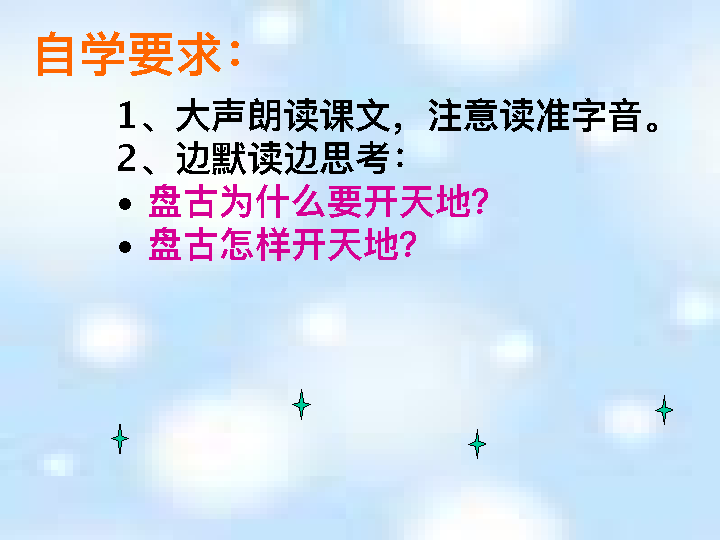 自学要求：
1、大声朗读课文，注意读准字音。
2、边默读边思考：
• 盘古为什么要开天地？
• 盘古怎样开天地？